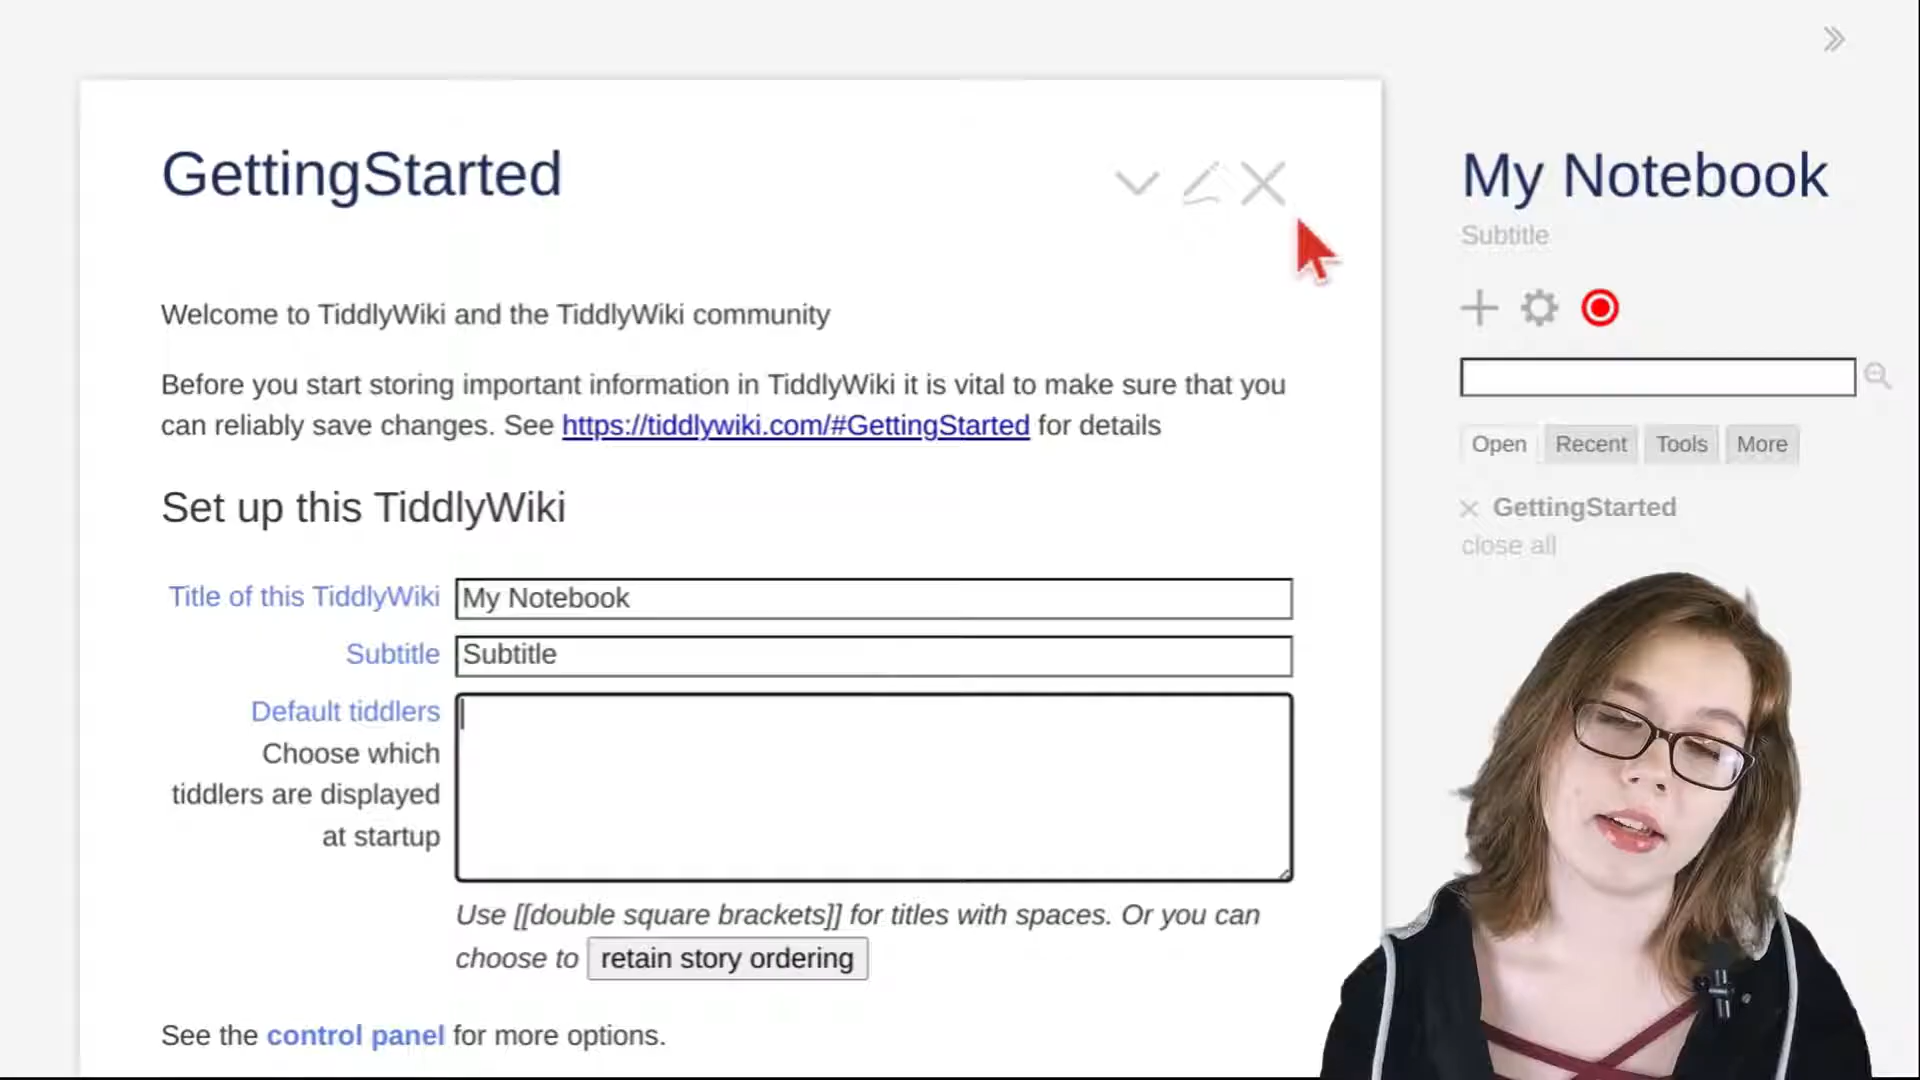 GettingStarted
Welcome to TiddlyWiki and the TiddlyWiki community
Before you start storing important information in TiddlyWiki it is vital to make sure that you
can reliably save changes. See https://tiddlywiki.com/#GettingStarted for details
Set up this TiddlyWiki
Title of this TiddlyWiki My Notebook
Subtitle Subtitle
Default tiddlers
Choose which
tiddlers are displayed
at startup
Use [[double square brackets]] for titles with spaces. Or you can
choose to retain story ordering
See the control panel for more options.
My Notebook
Subtitle
Open Recent Tools More
GettingStarted
close all